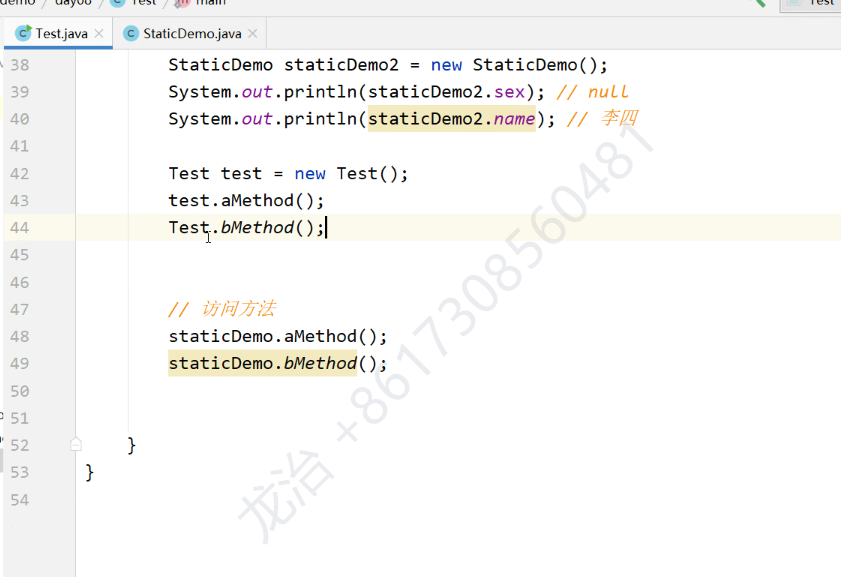 demo / day08 / Test / main Test
Test.java StaticDemo.java
38 StaticDemo staticDemo2 = new StaticDemo();
39 System.out.println(staticDemo2.sex); // null
40 System.out.println(staticDemo2.name); // 李四
41
42 Test test = new Test();
43 test.aMethod();
44 Test.bMethod();
45
46
47 // 访问方法
48 staticDemo.aMethod();
49 staticDemo.bMethod();
50
51
52 }
53 }
54
龙治 +8617308560481